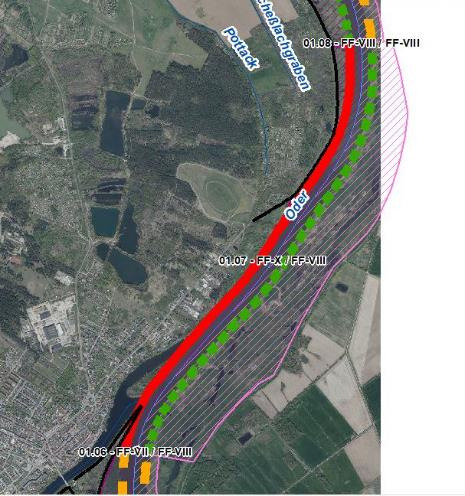 cheßlachgraben
Pottack
01.08 - FF-VIII / FF-VIII
Oder
01.07 - FF-X / FF-VIII
01.06 - FF-VII / FF-VIII